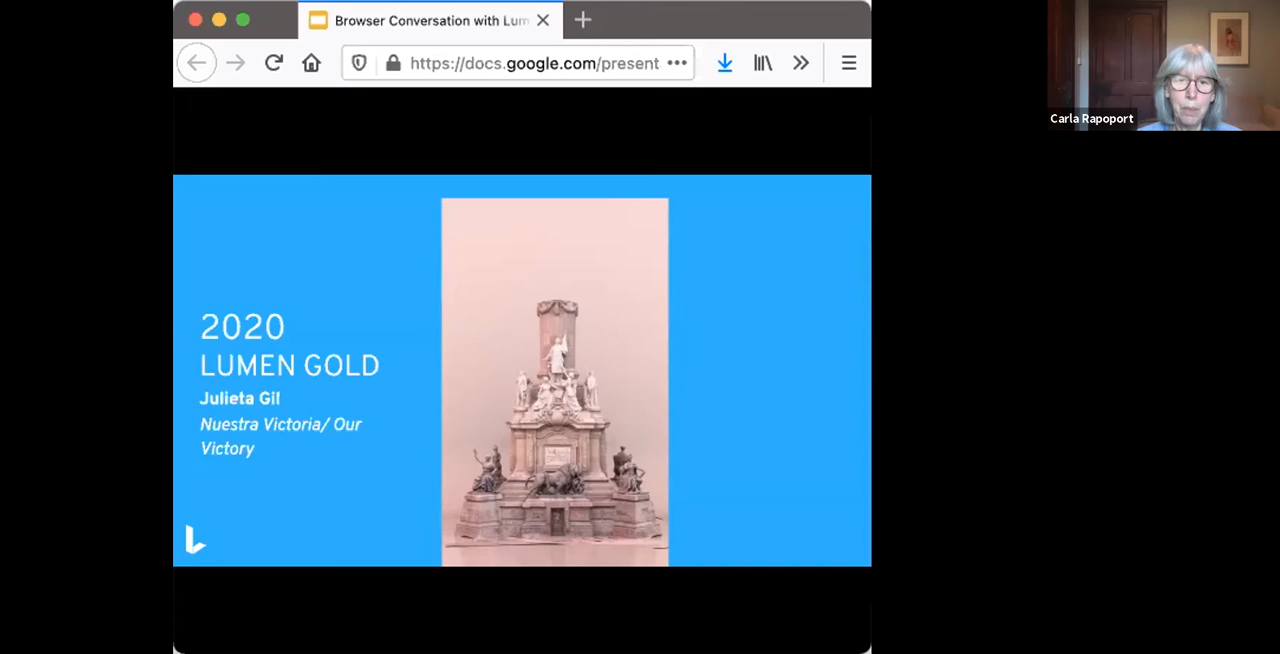 Browser Conversation with Lum
https://docs.google.com/present
Carla Rapoport
2020
LUMEN GOLD
Julieta Gil
Nuestra Victoria/ Our
Victory